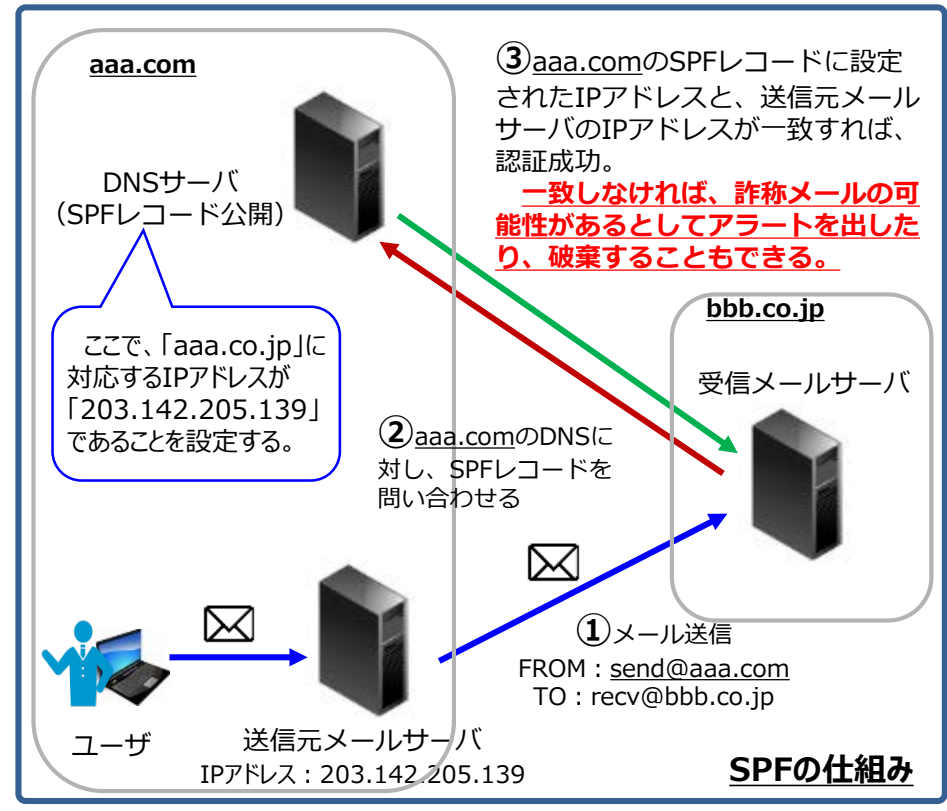 aaa.com
DNSサーバ
（SPFレコード公開）
ここで、「aaa.co.jp」に
対応するIPアドレスが
「203.142.205.139」
であることを設定する。
③aaa.comのSPFレコードに設定
されたIPアドレスと、送信元メール
サーバのIPアドレスが一致すれば、
認証成功。
一致しなければ、詐称メールの可
能性があるとしてアラートを出した
り、破棄することもできる。
bbb.co.jp
受信メールサーバ
②aaa.comのDNSに
対し、SPFレコードを
問い合わせる
①メール送信
FROM：send@aaa.com
TO：recv@bbb.co.jp
ユーザ
送信元メールサーバ
IPアドレス：203.142.205.139
SPFの仕組み